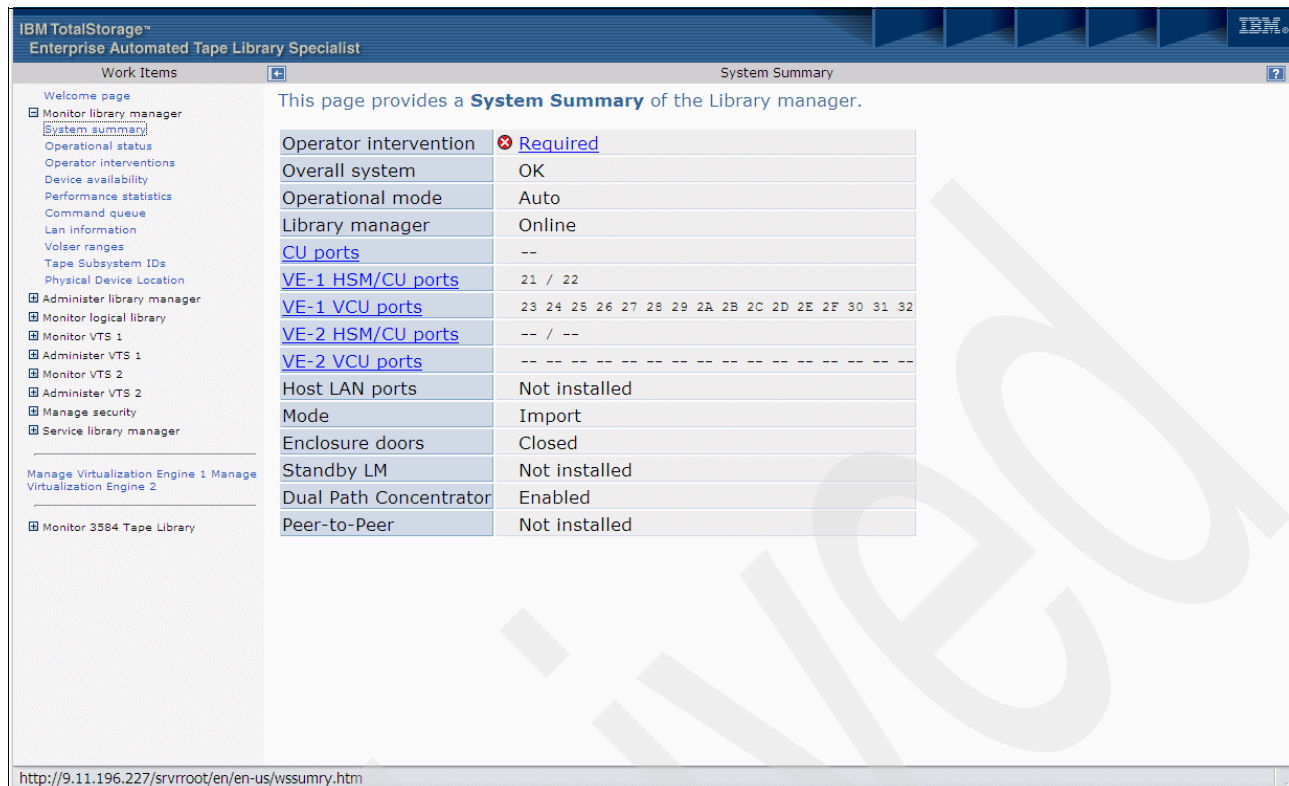 IBM TotalStorage™
Enterprise Automated Tape Library Specialist
IBM®
Work Items
System Summary
?
Welcome page
Monitor library manager
System summary
Operational status
Operator interventions
Device availability
Performance statistics
Command queue
Lan information
Volser ranges
Tape Subsystem IDs
Physical Device Location
Administer library manager
Monitor logical library
Monitor VTS 1
Administer VTS 1
Monitor VTS 2
Administer VTS 2
Manage security
Service library manager
Manage Virtualization Engine 1 Manage
Virtualization Engine 2
Monitor 3584 Tape Library
This page provides a System Summary of the Library manager.
Operator intervention Required
Overall system OK
Operational mode Auto
Library manager Online
CU ports --
VE-1 HSM/CU ports 21 / 22
VE-1 VCU ports 23 24 25 26 27 28 29 2A 2B 2C 2D 2E 2F 30 31 32
VE-2 HSM/CU ports -- / --
VE-2 VCU ports -- -- -- -- -- -- -- -- -- -- -- -- -- -- -- --
Host LAN ports Not installed
Mode Import
Enclosure doors Closed
Standby LM Not installed
Dual Path Concentrator Enabled
Peer-to-Peer Not installed
http://9.11.196.227/srvrroot/en/en-us/wssumry.htm
ived